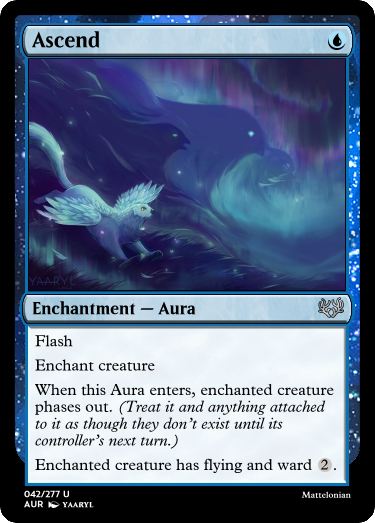 Ascend
YAARYL
Enchantment — Aura
Flash
Enchant creature
When this Aura enters, enchanted creature
phases out. (Treat it and anything attached
to it as though they don't exist until its
controller's next turn.)
Enchanted creature has flying and ward 2.
042/277 U
AUR YAARYL
Mattelonian